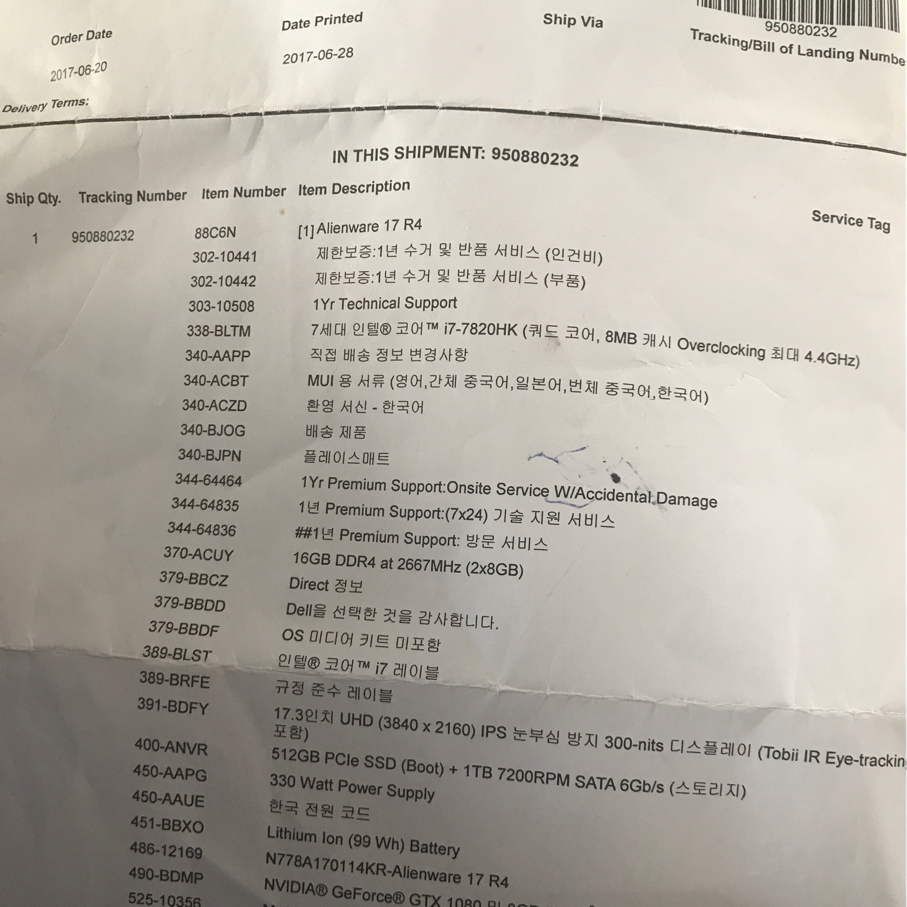 Order Date Date Printed Ship Via 950880232
2017-06-20 2017-06-28 Tracking/Bill of Landing Numbe
Delivery Terms:
IN THIS SHIPMENT: 950880232
Ship Qty. Tracking Number Item Number Item Description Service Tag
1 950880232 88C6N [1] Alienware 17 R4
302-10441 제한보증:1년 수거 및 반품 서비스 (인건비)
302-10442 제한보증:1년 수거 및 반품 서비스 (부품)
303-10508 1Yr Technical Support
338-BLTM 7세대 인텔® 코어™ i7-7820HK (쿼드 코어, 8MB 캐시 Overclocking 최대 4.4GHz)
340-AAPP 직접 배송 정보 변경사항
340-ACBT MUI 용 서류 (영어,간체 중국어,일본어,번체 중국어,한국어)
340-ACZD 환영 서신 - 한국어
340-BJOG 배송 제품
340-BJPN 플레이스매트
344-64464 1Yr Premium Support:Onsite Service W/Accidental Damage
344-64835 1년 Premium Support:(7x24) 기술 지원 서비스
344-64836 ##1년 Premium Support: 방문 서비스
370-ACUY 16GB DDR4 at 2667MHz (2x8GB)
379-BBCZ Direct 정보
379-BBDD Dell을 선택한 것을 감사합니다.
379-BBDF OS 미디어 키트 미포함
389-BLST 인텔® 코어™ i7 레이블
389-BRFE 규정 준수 레이블
391-BDFY 17.3인치 UHD (3840 x 2160) IPS 눈부심 방지 300-nits 디스플레이 (Tobii IR Eye-trackin
포함)
400-ANVR 512GB PCIe SSD (Boot) + 1TB 7200RPM SATA 6Gb/s (스토리지)
450-AAPG 330 Watt Power Supply
450-AAUE 한국 전원 코드
451-BBXO Lithium Ion (99 Wh) Battery
486-12169 N778A170114KR-Alienware 17 R4
490-BDMP NVIDIA® GeForce® GTX 1080 및
525-10356